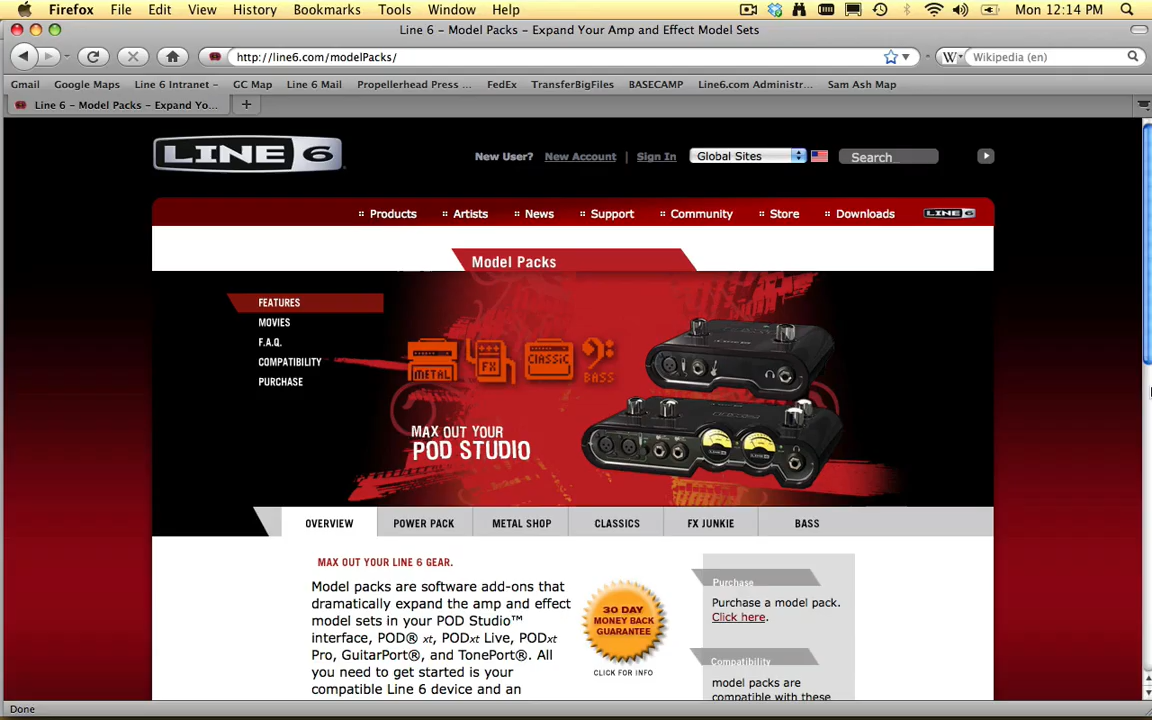 Firefox File Edit View History Bookmarks Tools Window Help Mon 12:14 PM
Line 6 – Model Packs – Expand Your Amp and Effect Model Sets
http://line6.com/modelPacks/ W Wikipedia (en)
Gmail Google Maps Line 6 Intranet GC Map Line 6 Mail Propellerhead Press ... FedEx TransferBigFiles BASECAMP Line6.com Administr... Sam Ash Map
Line 6 – Model Packs – Expand Yo... +
LINE 6 New User? New Account | Sign In Global Sites Search
Products Artists News Support Community Store Downloads LINE 6
Model Packs
FEATURES
MOVIES
F.A.Q.
COMPATIBILITY
PURCHASE
METAL FX CLASSIC BASS
MAX OUT YOUR
POD STUDIO
OVERVIEW POWER PACK METAL SHOP CLASSICS FX JUNKIE BASS
MAX OUT YOUR LINE 6 GEAR.
Model packs are software add-ons that
dramatically expand the amp and effect
model sets in your POD Studio™
interface, POD® xt, PODxt Live, PODxt
Pro, GuitarPort®, and TonePort®. All
you need to get started is your
compatible Line 6 device and an
30 DAY
MONEY BACK
GUARANTEE
CLICK FOR INFO
Purchase
Purchase a model pack.
Click here.
Compatibility
model packs are
compatible with these
Done